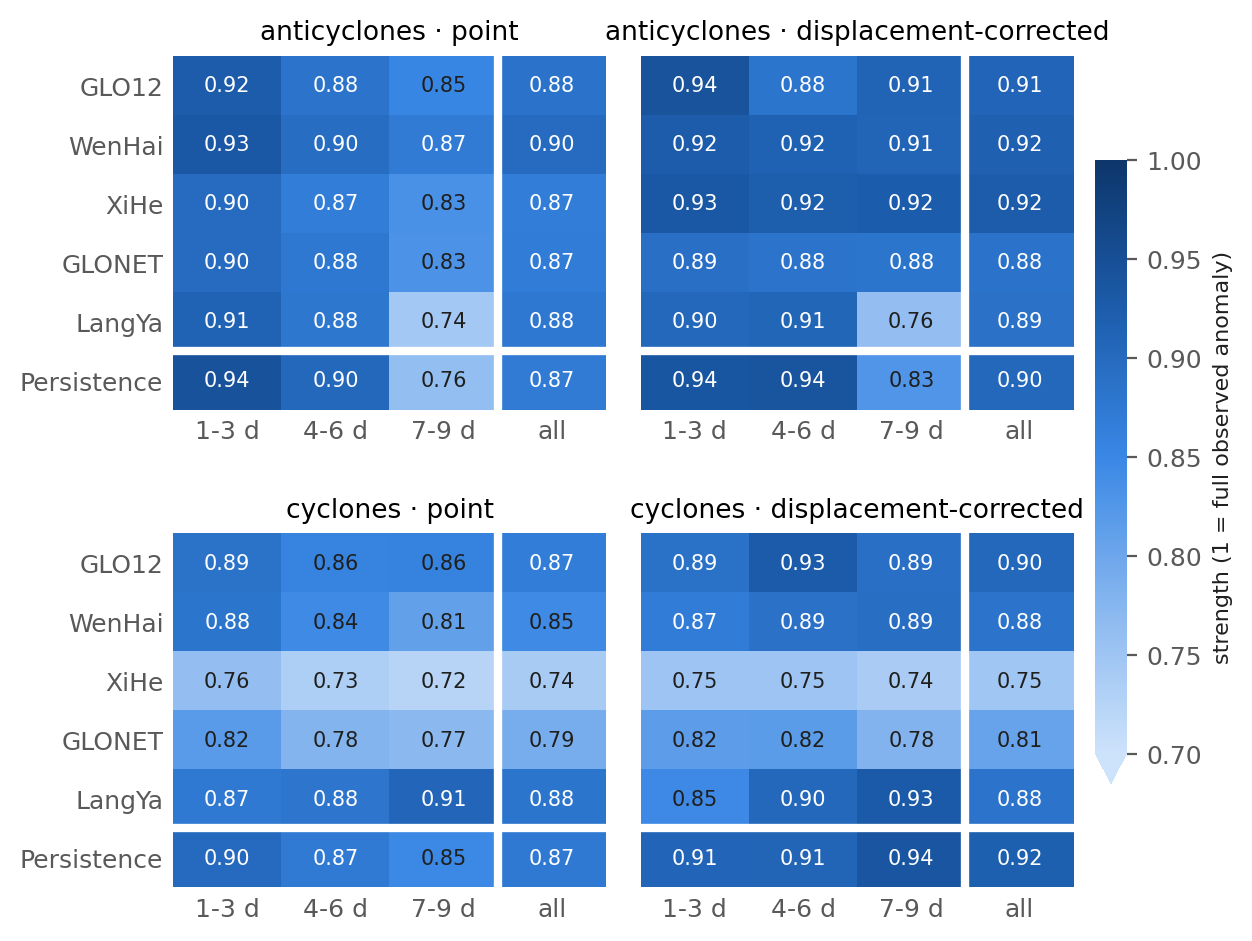 anticyclones · point
anticyclones · displacement-corrected
GLO12 0.92 0.88 0.85 0.88 0.94 0.88 0.91 0.91
WenHai 0.93 0.90 0.87 0.90 0.92 0.92 0.91 0.92
XiHe 0.90 0.87 0.83 0.87 0.93 0.92 0.92 0.92
GLONET 0.90 0.88 0.83 0.87 0.89 0.88 0.88 0.88
LangYa 0.91 0.88 0.74 0.88 0.90 0.91 0.76 0.89
Persistence 0.94 0.90 0.76 0.87 0.94 0.94 0.83 0.90
1-3 d 4-6 d 7-9 d all 1-3 d 4-6 d 7-9 d all
cyclones · point
cyclones · displacement-corrected
GLO12 0.89 0.86 0.86 0.87 0.89 0.93 0.89 0.90
WenHai 0.88 0.84 0.81 0.85 0.87 0.89 0.89 0.88
XiHe 0.76 0.73 0.72 0.74 0.75 0.75 0.74 0.75
GLONET 0.82 0.78 0.77 0.79 0.82 0.82 0.78 0.81
LangYa 0.87 0.88 0.91 0.88 0.85 0.90 0.93 0.88
Persistence 0.90 0.87 0.85 0.87 0.91 0.91 0.94 0.92
1-3 d 4-6 d 7-9 d all 1-3 d 4-6 d 7-9 d all
1.00
0.95
0.90
0.85
0.80
0.75
0.70
strength (1 = full observed anomaly)